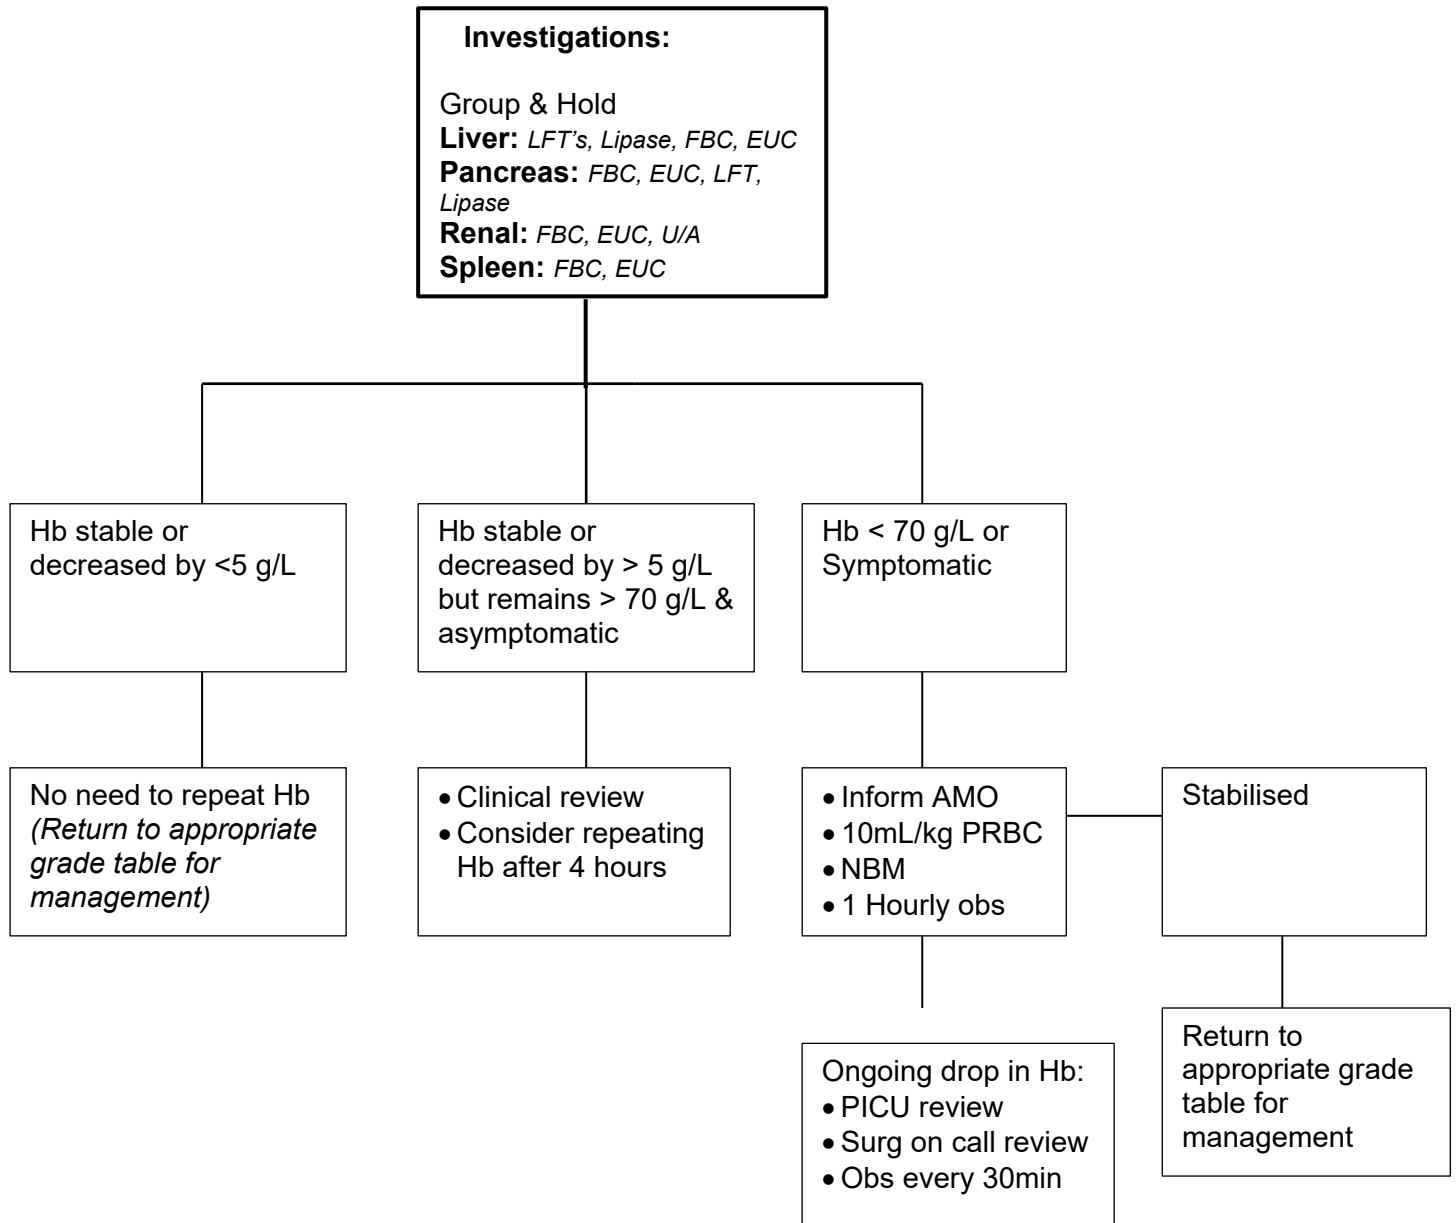 Investigations:
Group & Hold
Liver: LFT's, Lipase, FBC, EUC
Pancreas: FBC, EUC, LFT,
Lipase
Renal: FBC, EUC, U/A
Spleen: FBC, EUC
Hb stable or
decreased by <5 g/L
Hb stable or
decreased by > 5 g/L
but remains > 70 g/L &
asymptomatic
Hb < 70 g/L or
Symptomatic
No need to repeat Hb
(Return to appropriate
grade table for
management)
• Clinical review
• Consider repeating
Hb after 4 hours
• Inform AMO
• 10mL/kg PRBC
• NBM
• 1 Hourly obs
Stabilised
Ongoing drop in Hb:
• PICU review
• Surg on call review
• Obs every 30min
Return to
appropriate grade
table for
management